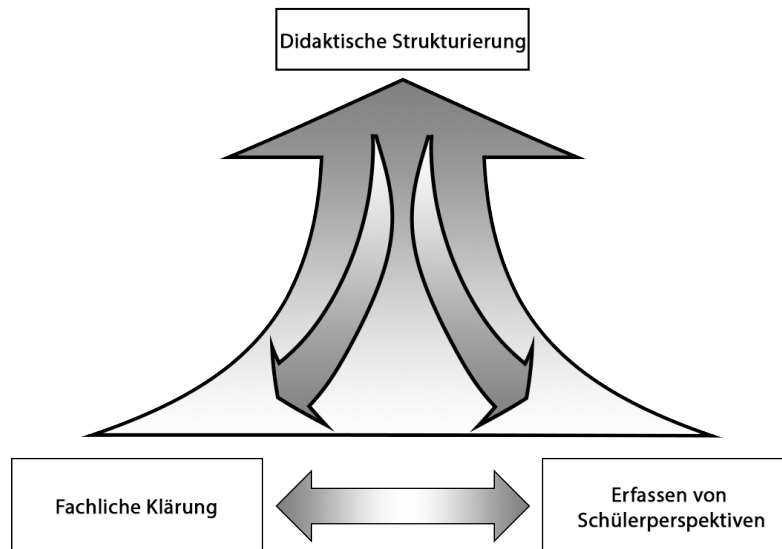 Didaktische Strukturierung
Fachliche Klärung
Erfassen von
Schülerperspektiven